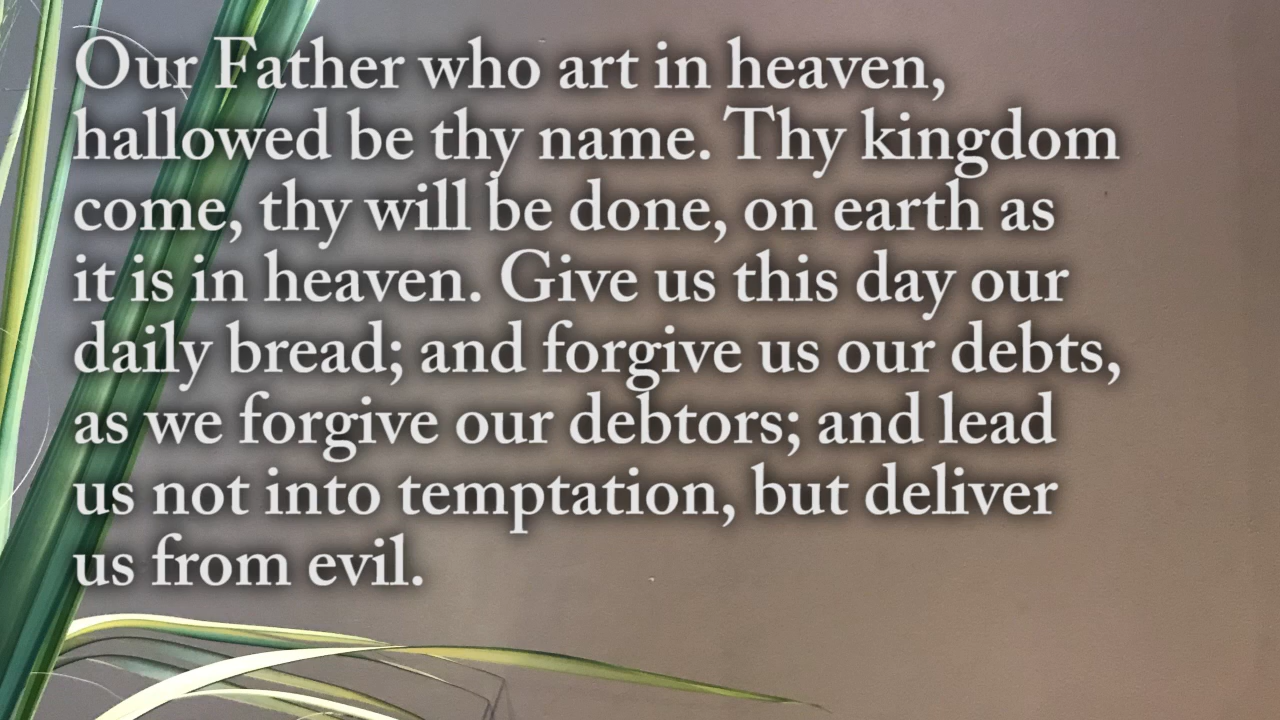 Our Father who art in heaven,
hallowed be thy name. Thy kingdom
come, thy will be done, on earth as
it is in heaven. Give us this day our
daily bread; and forgive us our debts,
as we forgive our debtors; and lead
us not into temptation, but deliver
us from evil.